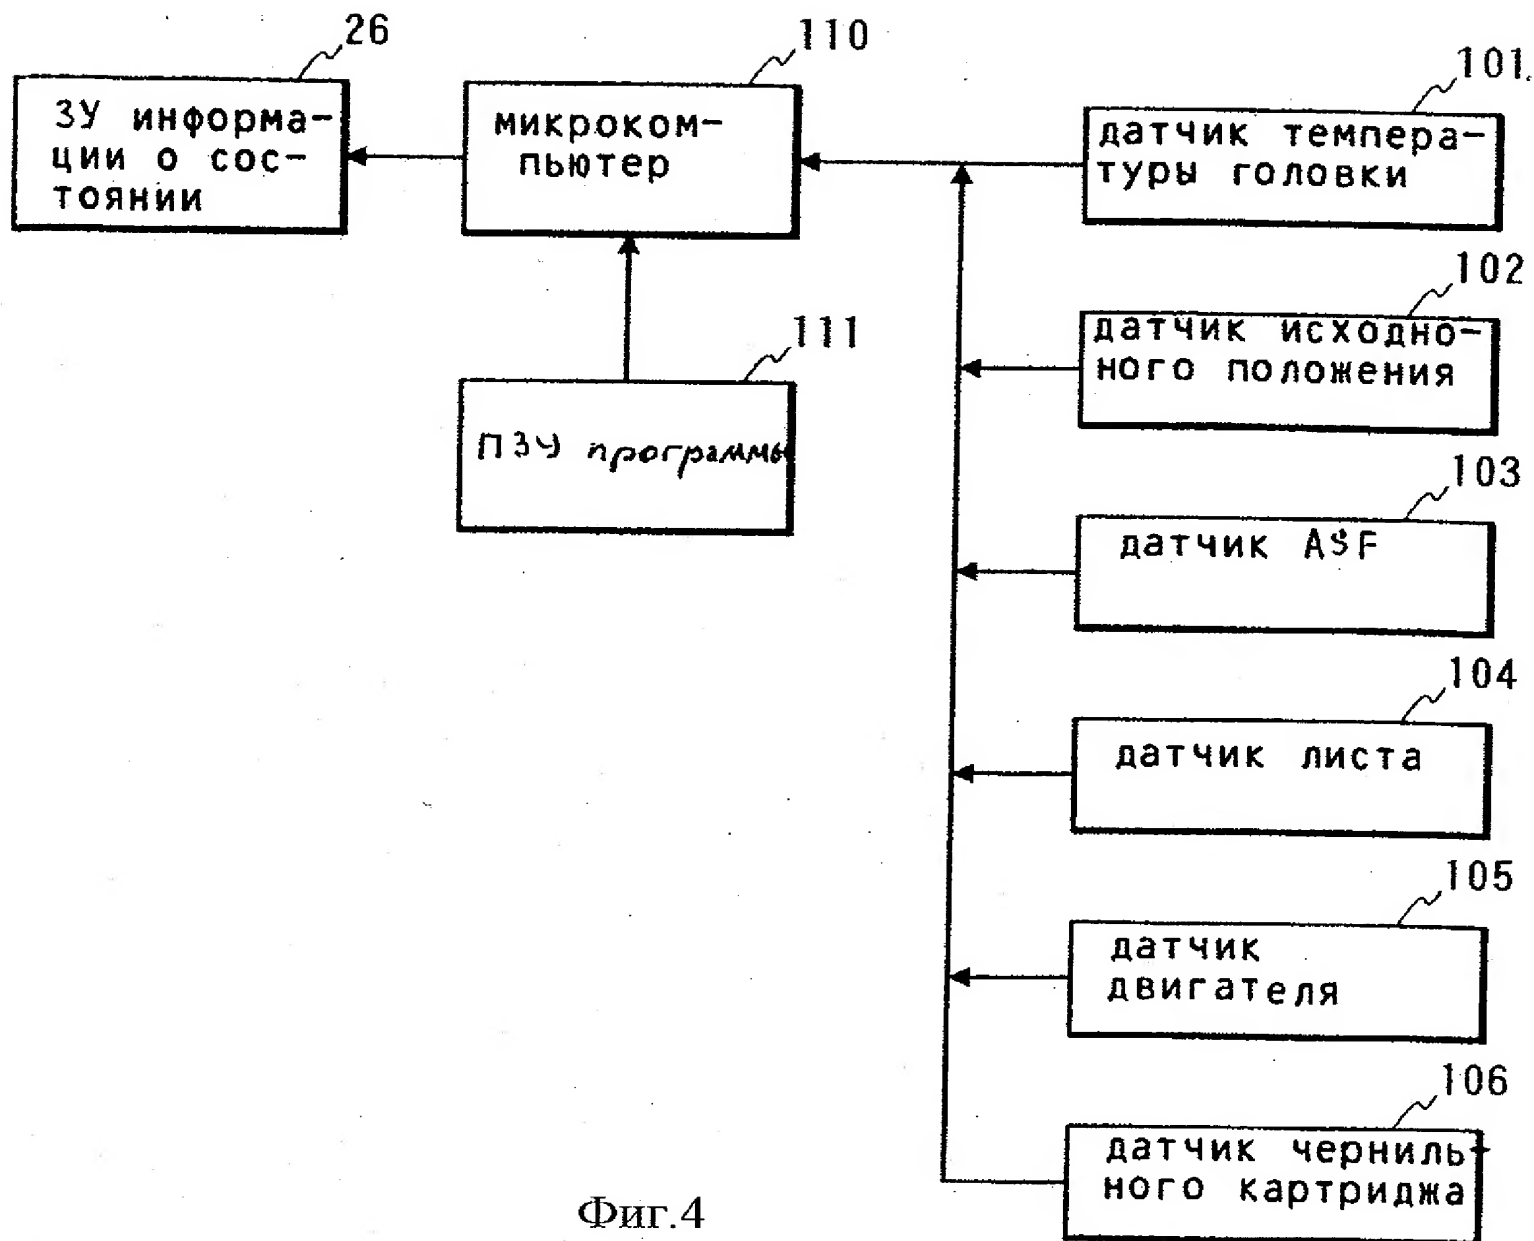 26
ЗУ информа-
ции о сос-
тоянии
110
микроком-
пьютер
111
ПЗУ программы
101
датчик темпера-
туры головки
102
датчик исходно-
ного положения
103
датчик ASF
104
датчик листа
105
датчик
двигателя
106
датчик черниль-
ного картриджа
Фиг.4